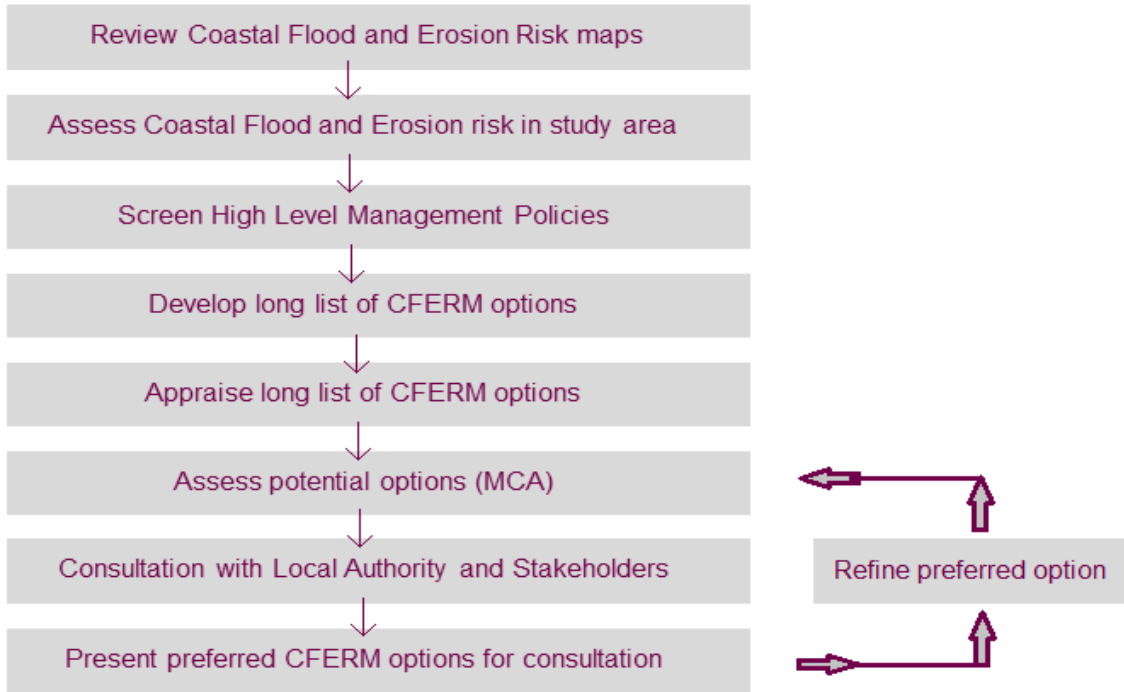 Review Coastal Flood and Erosion Risk maps
Assess Coastal Flood and Erosion risk in study area
Screen High Level Management Policies
Develop long list of CFERM options
Appraise long list of CFERM options
Assess potential options (MCA)
Consultation with Local Authority and Stakeholders
Refine preferred option
Present preferred CFERM options for consultation